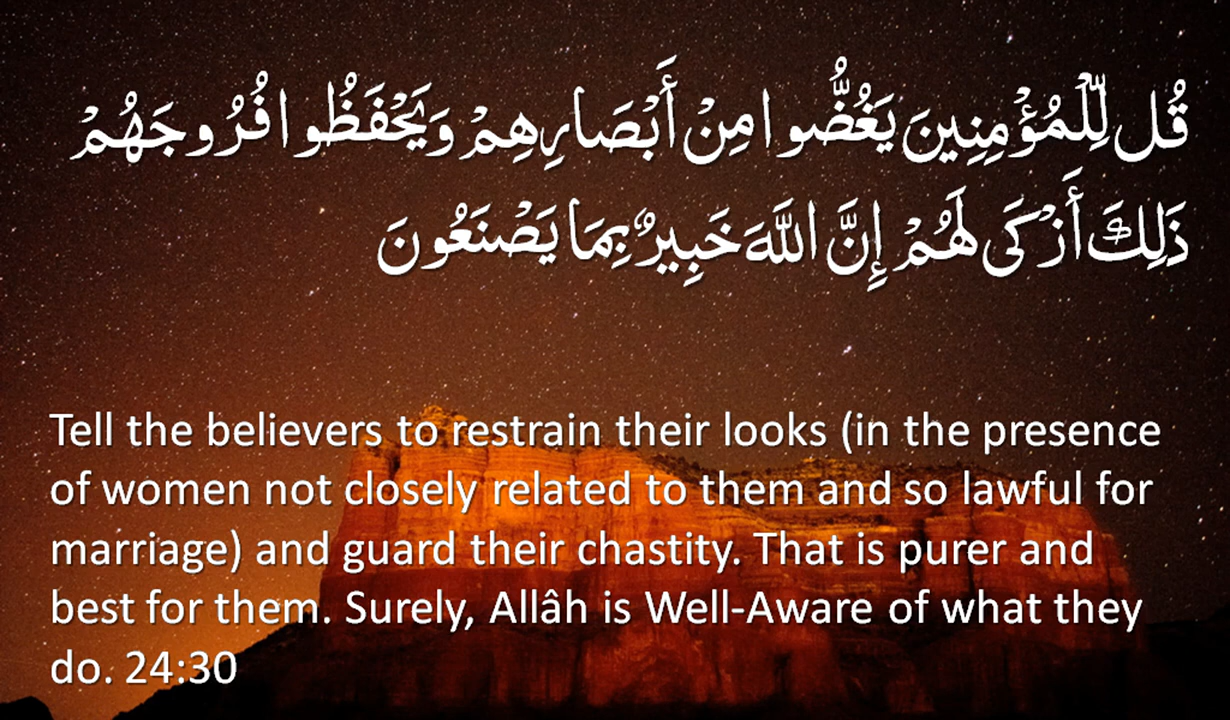 قُل لِّلْمُؤْمِنِينَ يَغُضُّوا مِنْ أَبْصَارِهِمْ وَيَحْفَظُوا فُرُوجَهُمْ
ذَلِكَ أَزْكَى لَهُمْ إِنَّ اللَّهَ خَبِيرٌ بِمَا يَصْنَعُونَ
Tell the believers to restrain their looks (in the presence
of women not closely related to them and so lawful for
marriage) and guard their chastity. That is purer and
best for them. Surely, Allâh is Well-Aware of what they
do. 24:30